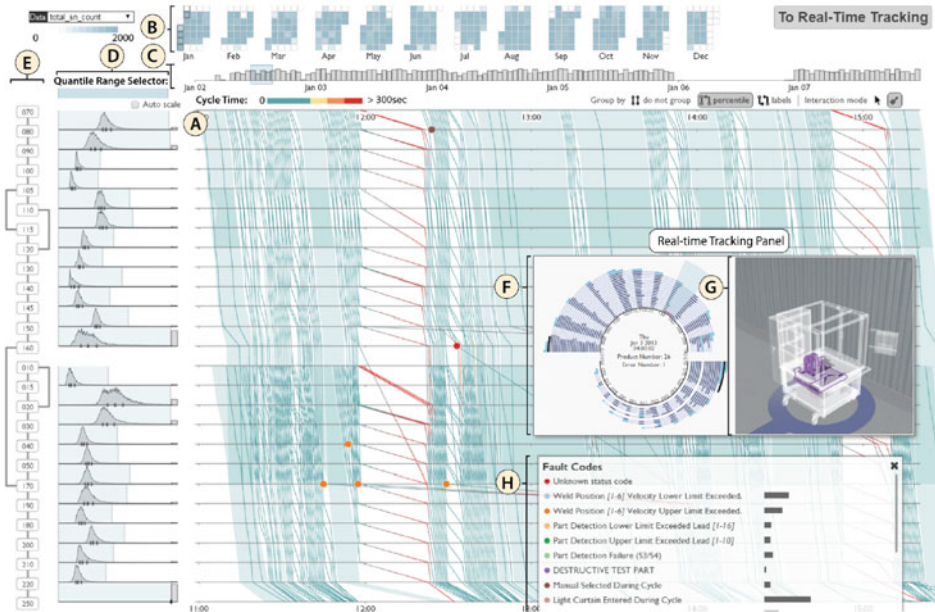 Data total_sn_count
0 2000
B
Jan Feb Mar Apr May Jun Jul Aug Sep Oct Nov Dec
To Real-Time Tracking
E
D
C
Quantile Range Selector:
Auto scale
Jan 02 Jan 03 Jan 04 Jan 05 Jan 06 Jan 07
Cycle Time: 0 > 300sec
Group by do not group percentile labels Interaction mode
A
12:00 13:00 14:00 15:00
070
080
090
100
105
110
115
120
130
140
145
150
160
010
015
020
030
040
050
170
180
190
200
210
220
250
Real-time Tracking Panel
F
G
Thu
Product Number: 26
Error Number: 1
H
Fault Codes
Unknown status code
Weld Position [1-6] Velocity Lower Limit Exceeded.
Weld Position [1-6] Velocity Upper Limit Exceeded.
Part Detection Lower Limit Exceeded Lead [1-16]
Part Detection Upper Limit Exceeded Lead [1-10]
Part Detection Failure (S3/S4)
DESTRUCTIVE TEST PART
Manual Selected During Cycle
Light Curtain Entered During Cycle
11:00 12:00